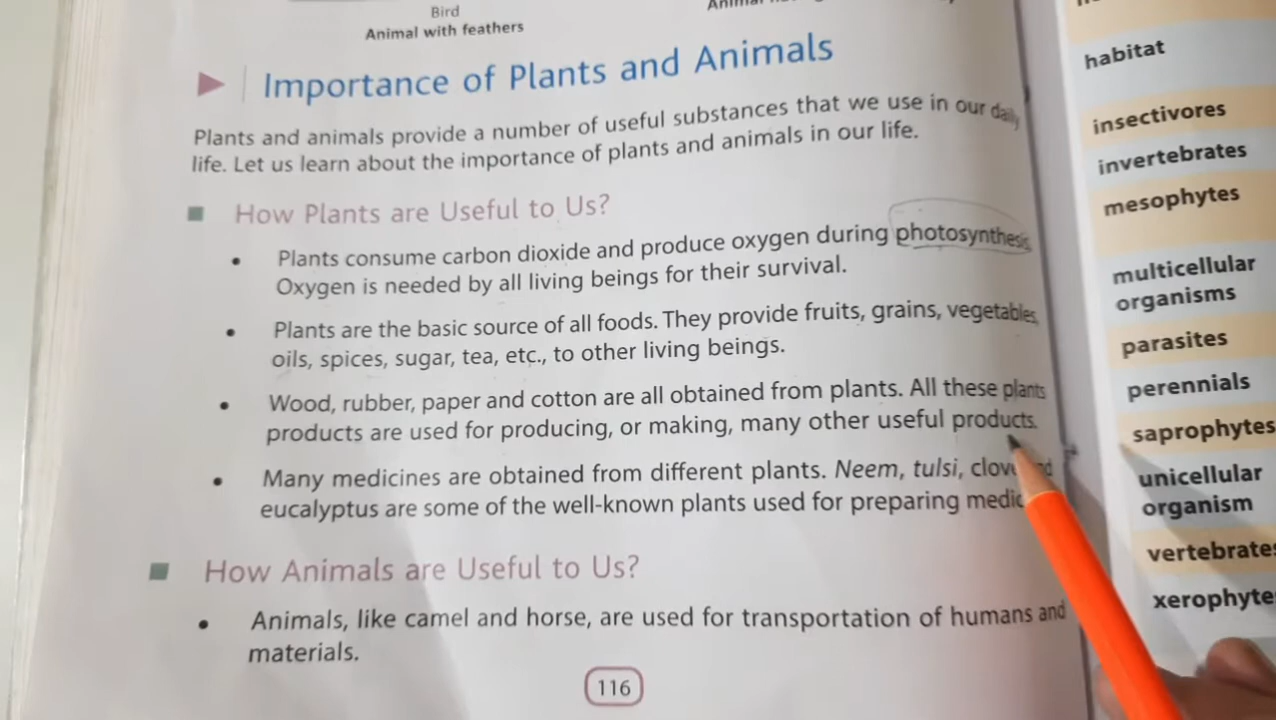 Bird
Animal with feathers
Importance of Plants and Animals
Plants and animals provide a number of useful substances that we use in our daily
life. Let us learn about the importance of plants and animals in our life.
How Plants are Useful to Us?
• Plants consume carbon dioxide and produce oxygen during photosynthesis.
Oxygen is needed by all living beings for their survival.
• Plants are the basic source of all foods. They provide fruits, grains, vegetables,
oils, spices, sugar, tea, etc., to other living beings.
• Wood, rubber, paper and cotton are all obtained from plants. All these plants
products are used for producing, or making, many other useful products.
• Many medicines are obtained from different plants. Neem, tulsi,
eucalyptus are some of the well-known plants used for preparing
How Animals are Useful to Us?
• Animals, like camel and horse, are used for transportation of humans and
materials.
116
habitat
insectivores
invertebrates
mesophytes
multicellular
organisms
parasites
perennials
saprophytes
unicellular
organism
vertebrates
xerophyte